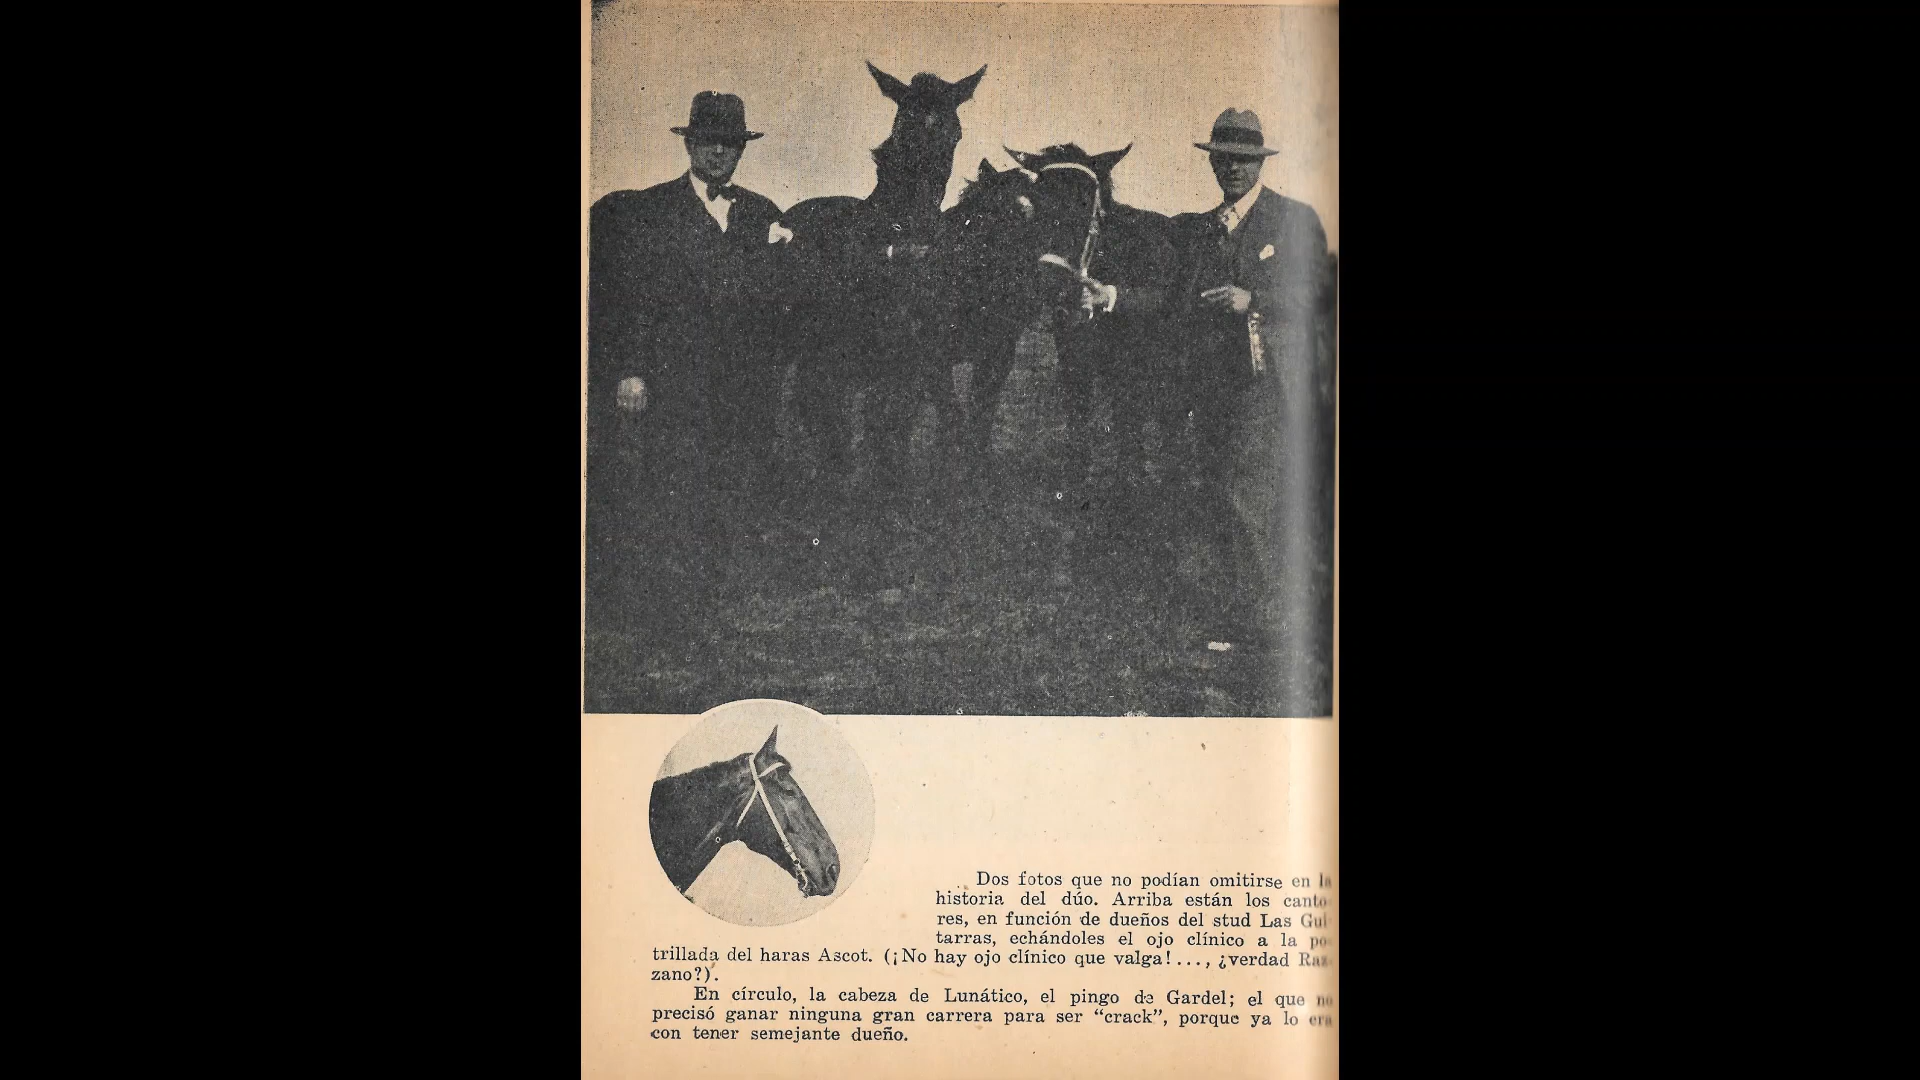 Dos fotos que no podían omitirse en la
historia del dúo. Arriba están los canto-
res, en función de dueños del stud Las Gui-
tarras, echándoles el ojo clínico a la po-
trillada del haras Ascot. (¡No hay ojo clínico que valga!..., ¿verdad Raz-
zano?).
En círculo, la cabeza de Lunático, el pingo de Gardel; el que no
precisó ganar ninguna gran carrera para ser “crack”, porque ya lo era
con tener semejante dueño.